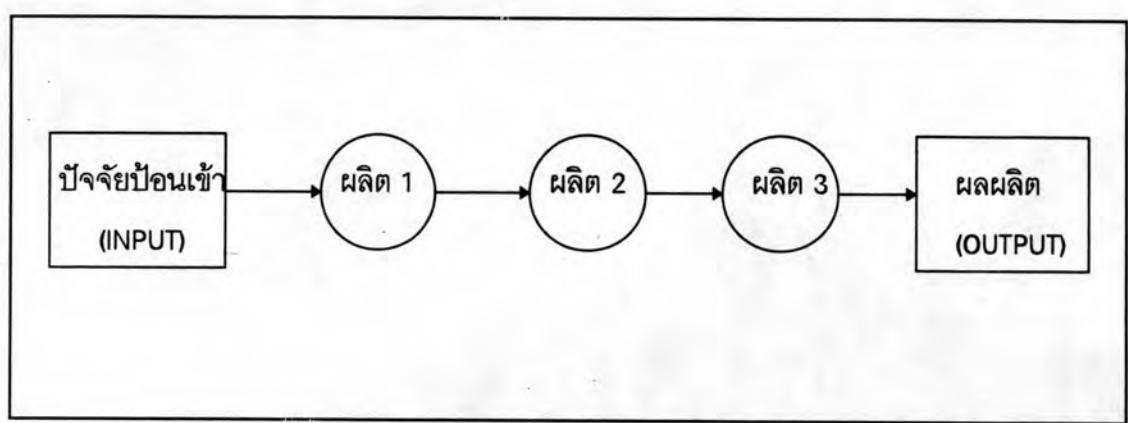 ปัจจัยป้อนเข้า
(INPUT)
ผลิต 1
ผลิต 2
ผลิต 3
ผลผลิต
(OUTPUT)